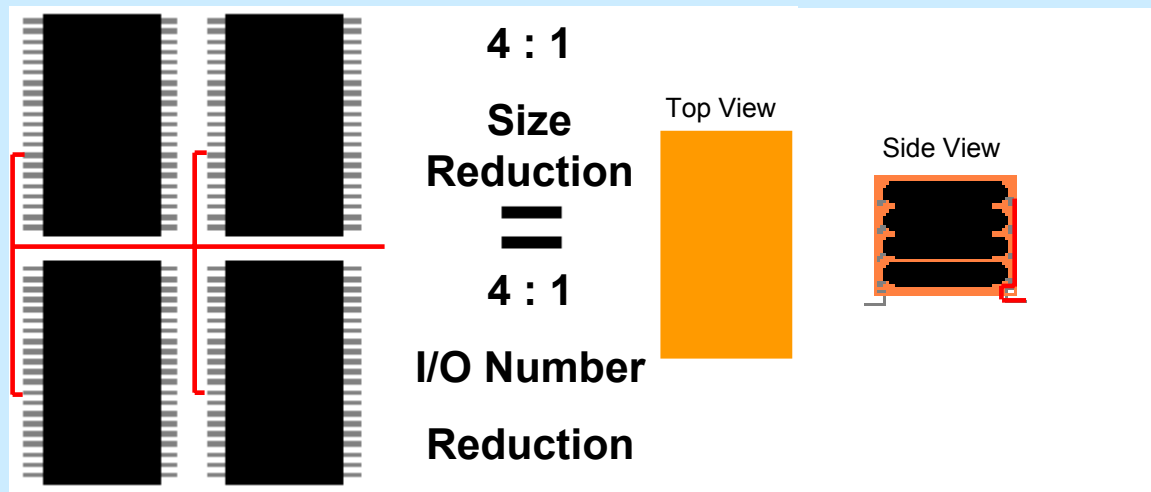 4 : 1
Size
Reduction
=
4 : 1
I/O Number
Reduction
Top View
Side View